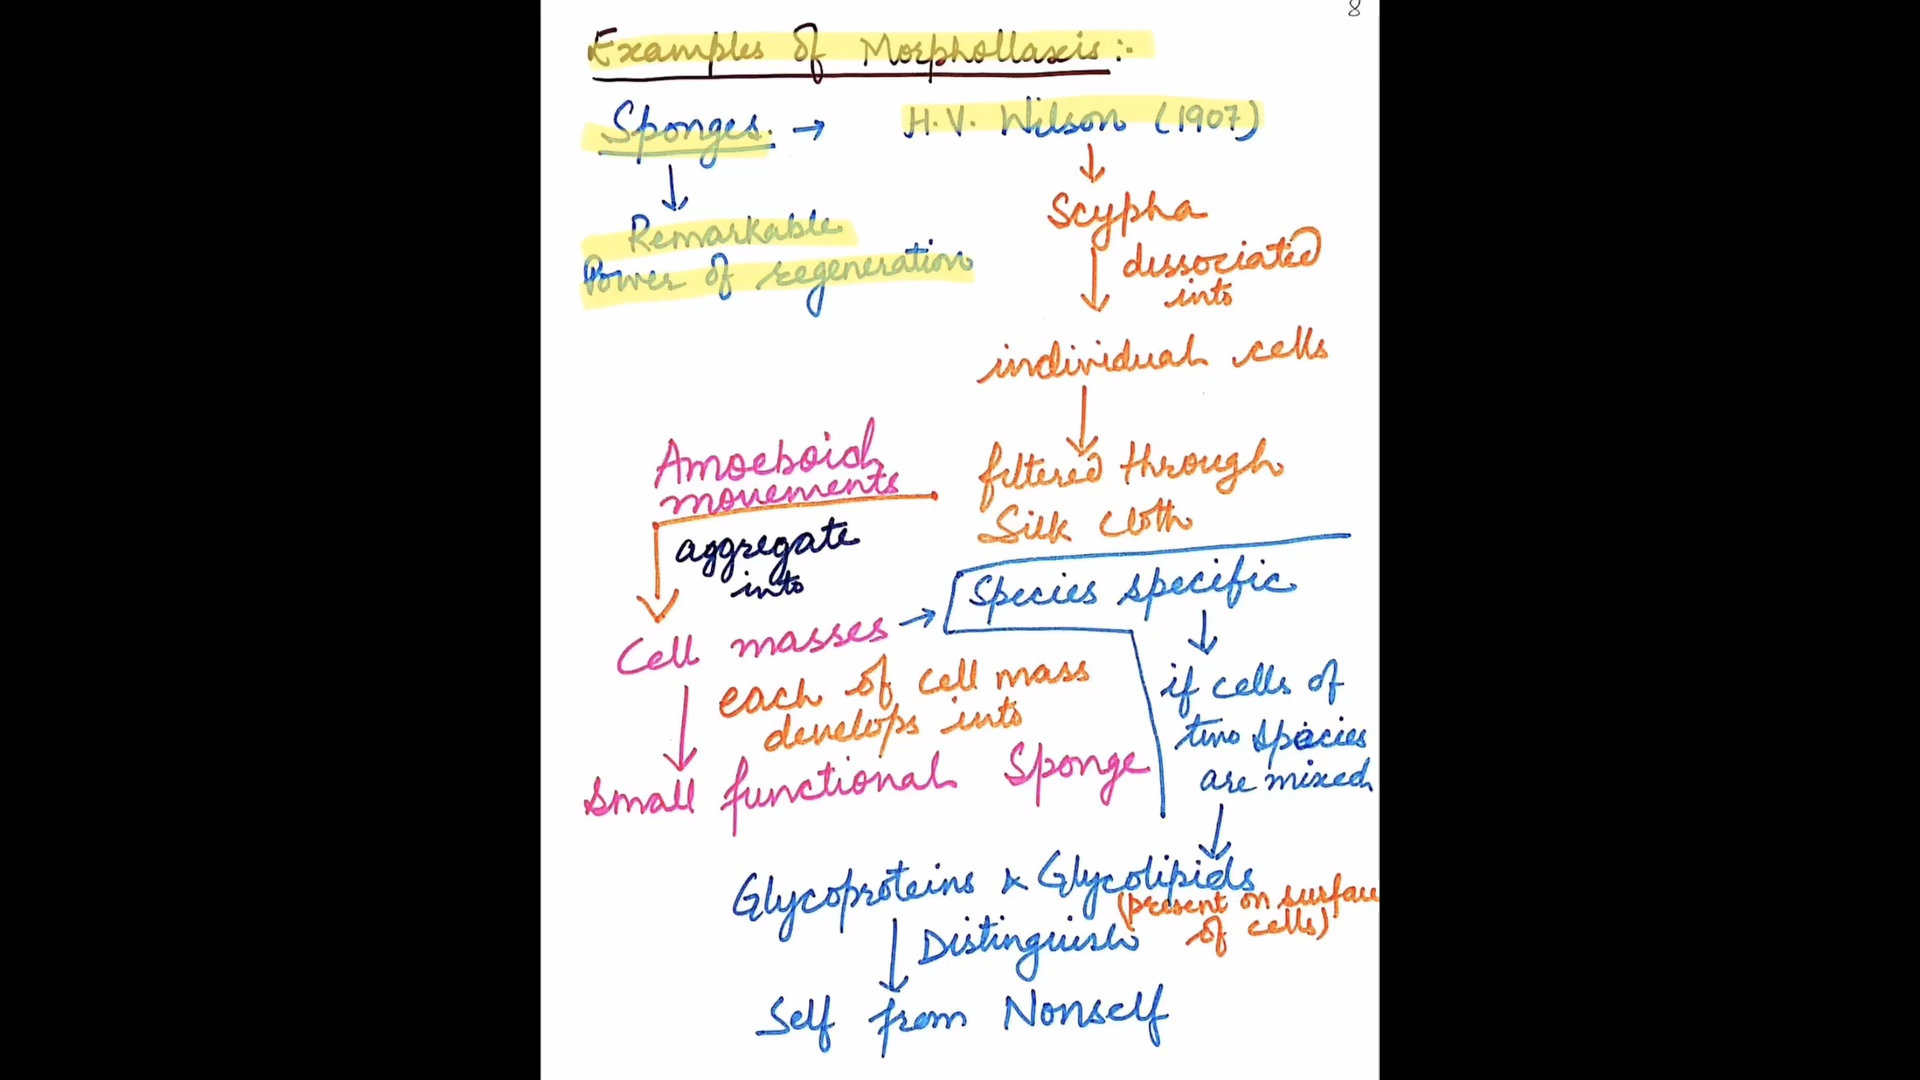 8
Examples of Morphollaxis :-
Sponges. → H.V. Wilson (1907)
↓
Remarkable
Power of regeneration
↓
Scypha
↓ dissociated
into
individual cells
↓
filtered through
Silk cloth
Amoeboid
movements
aggregate
into
Cell masses → Species specific
↓
if cells of
two species
are mixed
↓ each of cell mass
develops into
Small functional Sponge
↓
Glycoproteins & Glycolipids
(present on surface
of cells)
↓ Distinguish
Self from Nonself